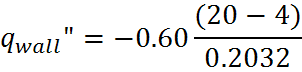 q_wall" = −0.60 (20 − 4) / 0.2032